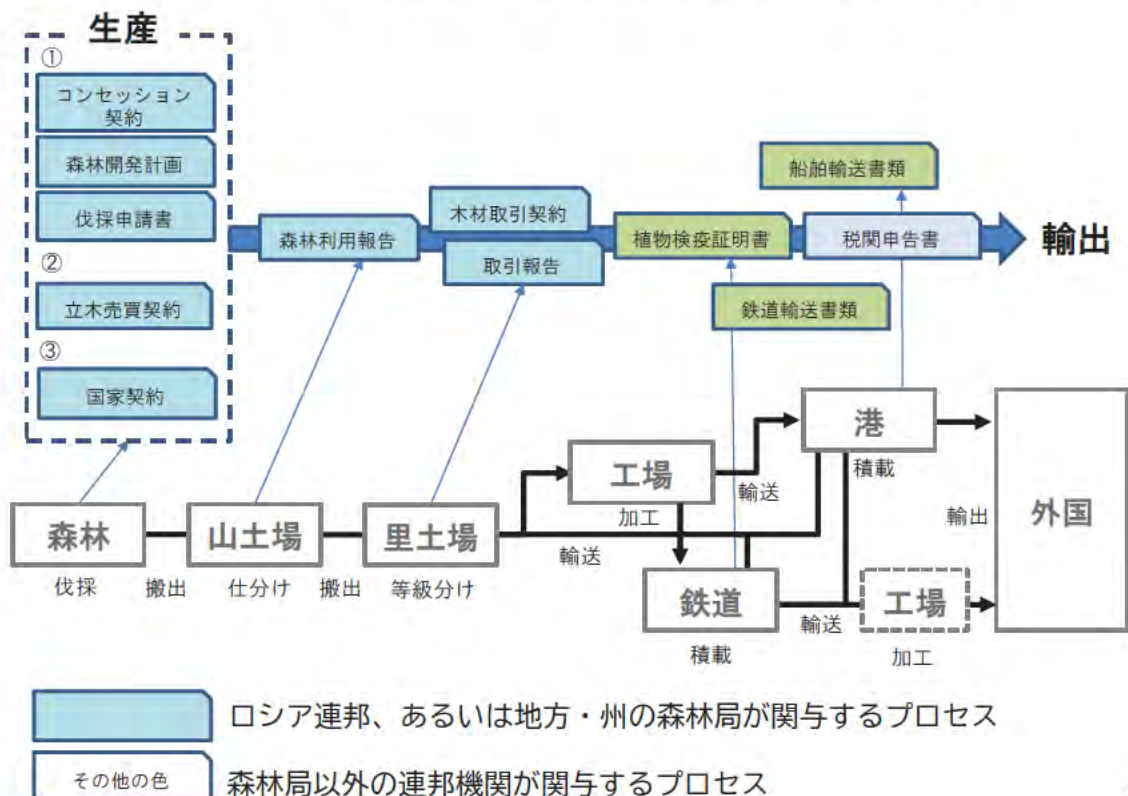 生産
①
コンセッション
契約
森林開発計画
伐採申請書
②
立木売買契約
③
国家契約
森林利用報告
木材取引契約
取引報告
植物検疫証明書
鉄道輸送書類
船舶輸送書類
税関申告書
輸出
森林
伐採
搬出
山土場
仕分け
搬出
里土場
等級分け
輸送
工場
加工
輸送
港
積載
鉄道
積載
輸送
工場
加工
輸出
外国
ロシア連邦、あるいは地方・州の森林局が関与するプロセス
その他の色
森林局以外の連邦機関が関与するプロセス